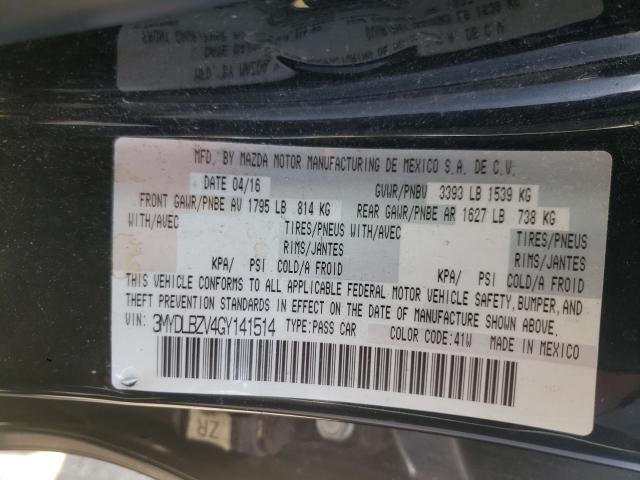 MFD. BY MAZDA MOTOR MANUFACTURING DE MEXICO S.A. DE C.V.
DATE 04/16 GVWR/PNBV 3393 LB 1539 KG
FRONT GAWR/PNBE AV 1795 LB 814 KG REAR GAWR/PNBE AR 1627 LB 738 KG
WITH/AVEC TIRES/PNEUS WITH/AVEC TIRES/PNEUS
RIMS/JANTES RIMS/JANTES
KPA/ PSI COLD/A FROID KPA/ PSI COLD/A FROID
THIS VEHICLE CONFORMS TO ALL APPLICABLE FEDERAL MOTOR VEHICLE SAFETY, BUMPER, AND
THEFT PREVENTION STANDARDS IN EFFECT ON THE DATE OF MANUFACTURE SHOWN ABOVE.
VIN: 3MYDLBZV4GY141514 TYPE:PASS CAR COLOR CODE:41W MADE IN MEXICO
ZR